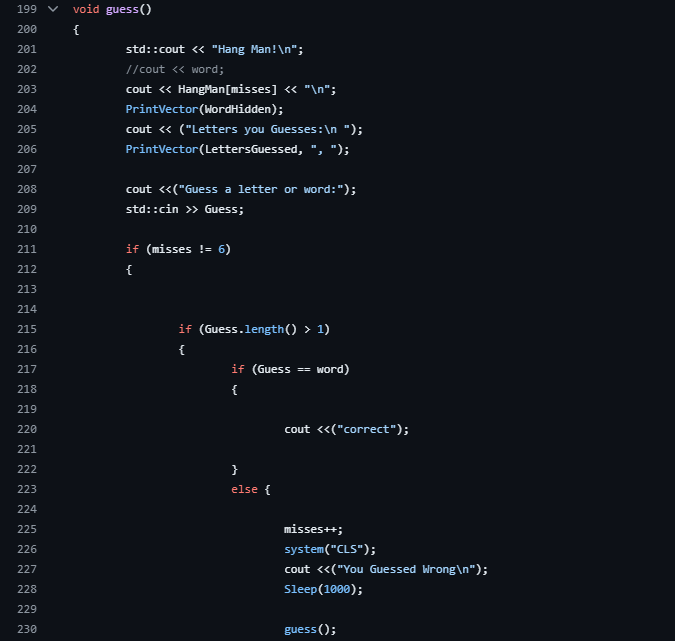 199 void guess()
200 {
201 std::cout << "Hang Man!\n";
202 //cout << word;
203 cout << HangMan[misses] << "\n";
204 PrintVector(WordHidden);
205 cout << ("Letters you Guesses:\n ");
206 PrintVector(LettersGuessed, ", ");
207
208 cout <<("Guess a letter or word:");
209 std::cin >> Guess;
210
211 if (misses != 6)
212 {
213
214
215 if (Guess.length() > 1)
216 {
217 if (Guess == word)
218 {
219
220 cout <<("correct");
221
222 }
223 else {
224
225 misses++;
226 system("CLS");
227 cout <<("You Guessed Wrong\n");
228 Sleep(1000);
229
230 guess();